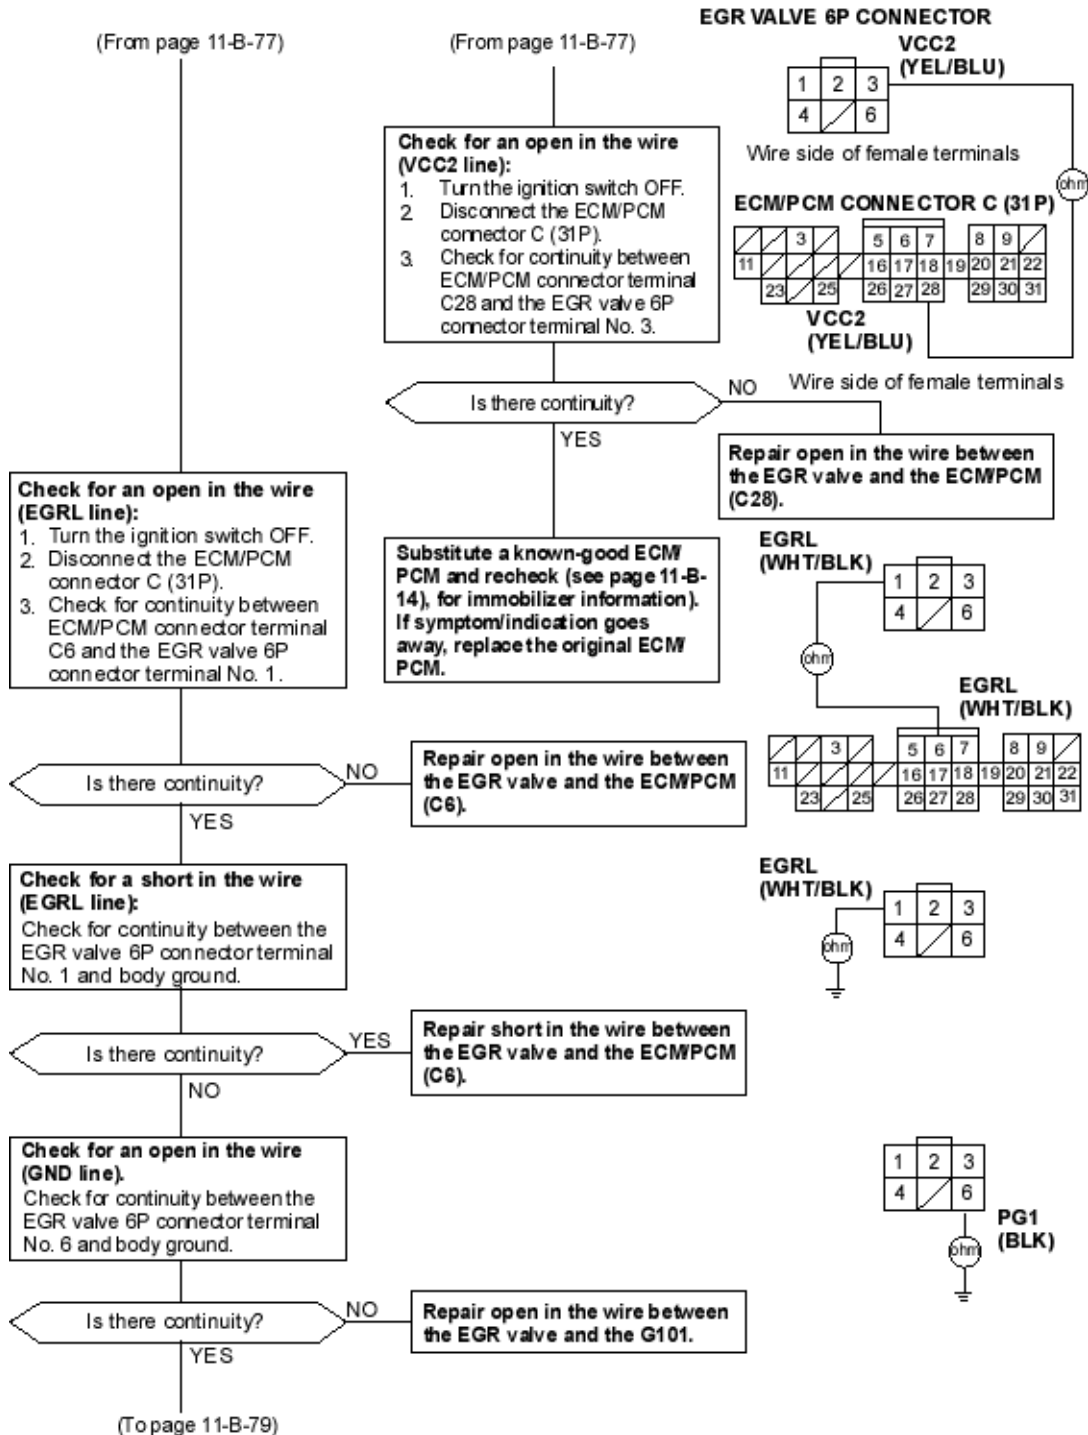 EGR VALVE 6P CONNECTOR
(From page 11-B-77)
(From page 11-B-77)
VCC2
(YEL/BLU)
1 2 3
4 6
Wire side of female terminals
Check for an open in the wire
(VCC2 line):
1. Turn the ignition switch OFF.
2 Disconnect the ECM/PCM
connector C (31P).
3. Check for continuity between
ECM/PCM connector terminal
C28 and the EGR valve 6P
connector terminal No. 3.
ohm
ECM/PCM CONNECTOR C (31P)
3 5 6 7 8 9
11 16 17 18 19 20 21 22
23 25 26 27 28 29 30 31
VCC2
(YEL/BLU)
Wire side of female terminals
Is there continuity?
NO
YES
Repair open in the wire between
the EGR valve and the ECM/PCM
(C28).
Check for an open in the wire
(EGRL line):
1. Turn the ignition switch OFF.
2. Disconnect the ECM/PCM
connector C (31P).
3. Check for continuity between
ECM/PCM connector terminal
C6 and the EGR valve 6P
connector terminal No. 1.
Substitute a known-good ECM/
PCM and recheck (see page 11-B-
14), for immobilizer information).
If symptom/indication goes
away, replace the original ECM/
PCM.
EGRL
(WHT/BLK)
1 2 3
4 6
ohm
EGRL
(WHT/BLK)
3 5 6 7 8 9
11 16 17 18 19 20 21 22
23 25 26 27 28 29 30 31
Is there continuity?
NO
YES
Repair open in the wire between
the EGR valve and the ECM/PCM
(C6).
Check for a short in the wire
(EGRL line):
Check for continuity between the
EGR valve 6P connector terminal
No. 1 and body ground.
EGRL
(WHT/BLK)
1 2 3
4 6
ohm
Is there continuity?
YES
NO
Repair short in the wire between
the EGR valve and the ECM/PCM
(C6).
Check for an open in the wire
(GND line).
Check for continuity between the
EGR valve 6P connector terminal
No. 6 and body ground.
1 2 3
4 6
PG1
(BLK)
ohm
Is there continuity?
NO
YES
Repair open in the wire between
the EGR valve and the G101.
(To page 11-B-79)